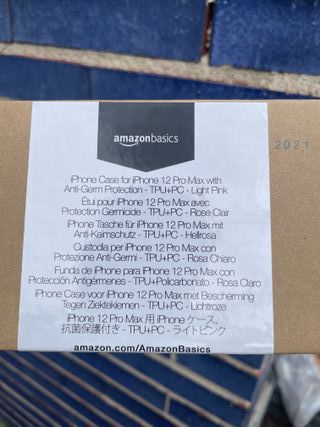 amazonbasics
2021
iPhone Case for iPhone 12 Pro Max with
Anti-Germ Protection - TPU+PC - Light Pink
Étui pour iPhone 12 Pro Max avec
Protection Germicide - TPU+PC - Rose Clair
iPhone Tasche für iPhone 12 Pro Max mit
Anti-Kaimschutz - TPU+PC - Hellrosa
Custodia per iPhone 12 Pro Max con
Protezione Anti-Germi - TPU+PC - Rosa Chiaro
Funda de iPhone para iPhone 12 Pro Max con
Protección Antigérmenes - TPU+Policarbonato - Rosa Claro
iPhone Case voor iPhone 12 Pro Max met Bescherming
Tegen Ziektekiemen - TPU+PC - Lichtroze
iPhone 12 Pro Max 用 iPhone ケース、
抗菌保護付き - TPU+PC - ライトピンク
amazon.com/AmazonBasics